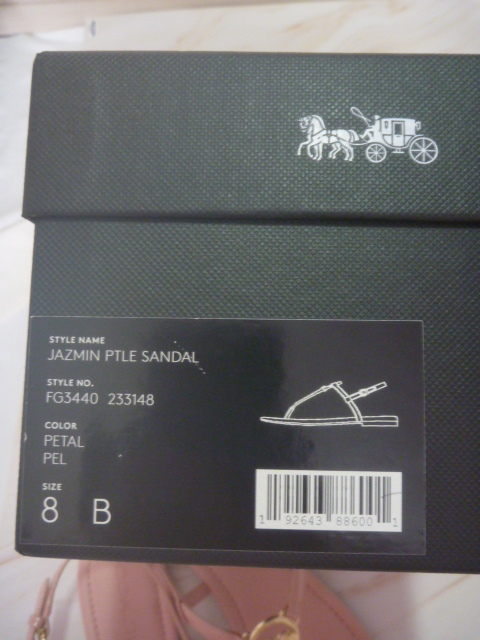 STYLE NAME
JAZMIN PTLE SANDAL
STYLE NO.
FG3440 233148
COLOR
PETAL
PEL
SIZE
8 B
1 92643 88600 1